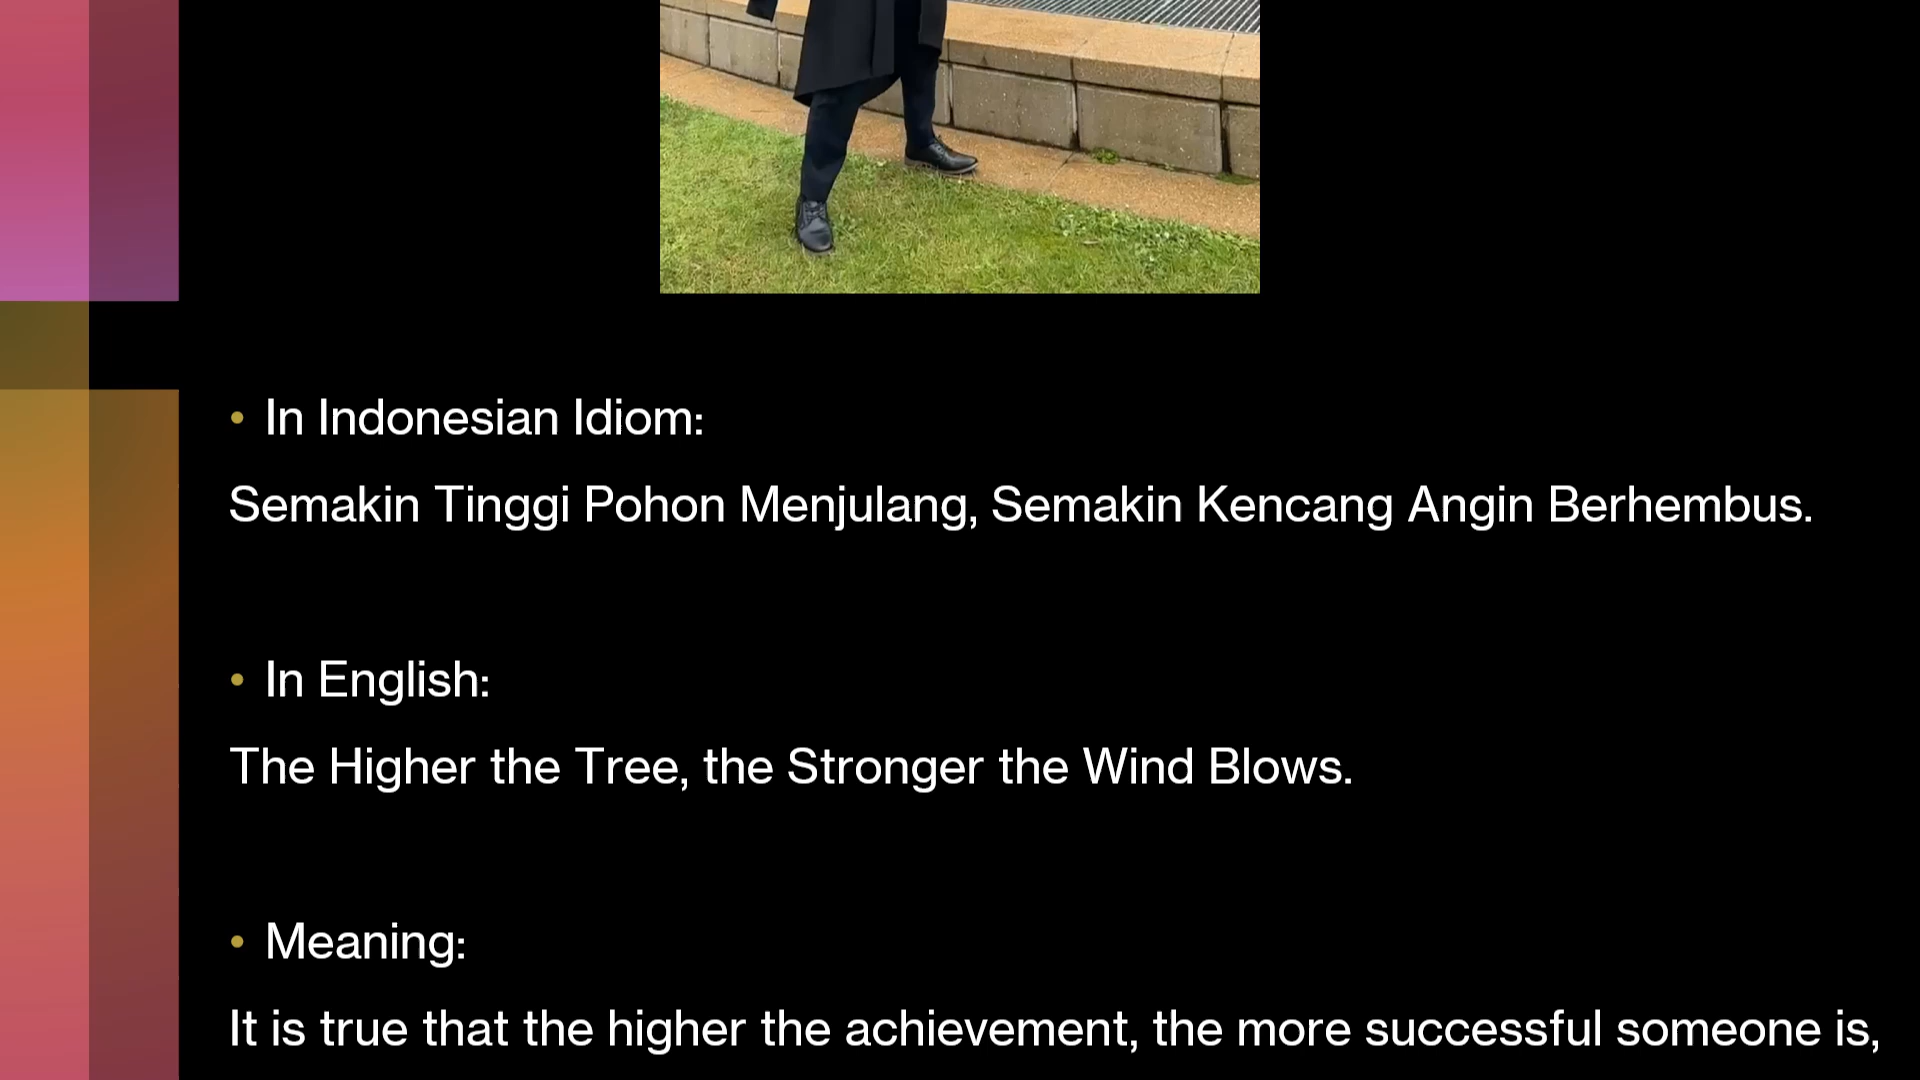 • In Indonesian Idiom:
Semakin Tinggi Pohon Menjulang, Semakin Kencang Angin Berhembus.
• In English:
The Higher the Tree, the Stronger the Wind Blows.
• Meaning:
It is true that the higher the achievement, the more successful someone is,